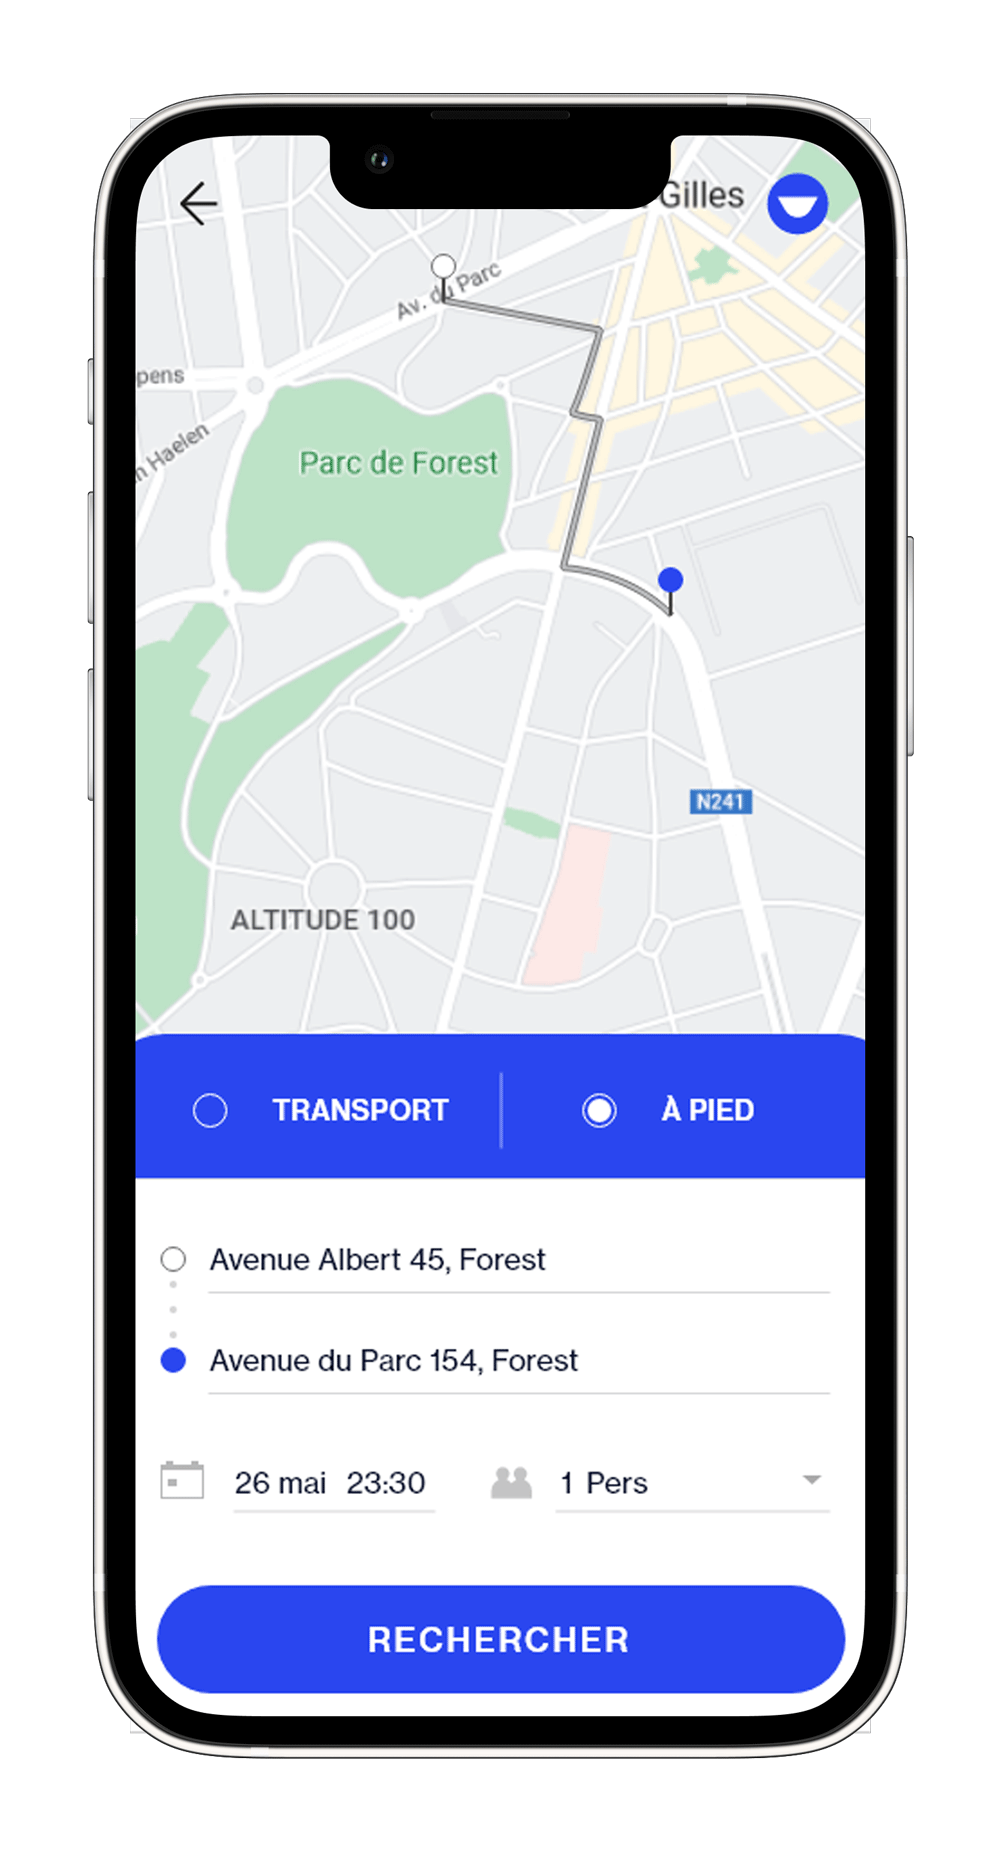 Gilles
Av. du Parc
pens
n Haelen
Parc de Forest
N241
ALTITUDE 100
TRANSPORT À PIED
Avenue Albert 45, Forest
Avenue du Parc 154, Forest
26 mai 23:30 1 Pers
RECHERCHER